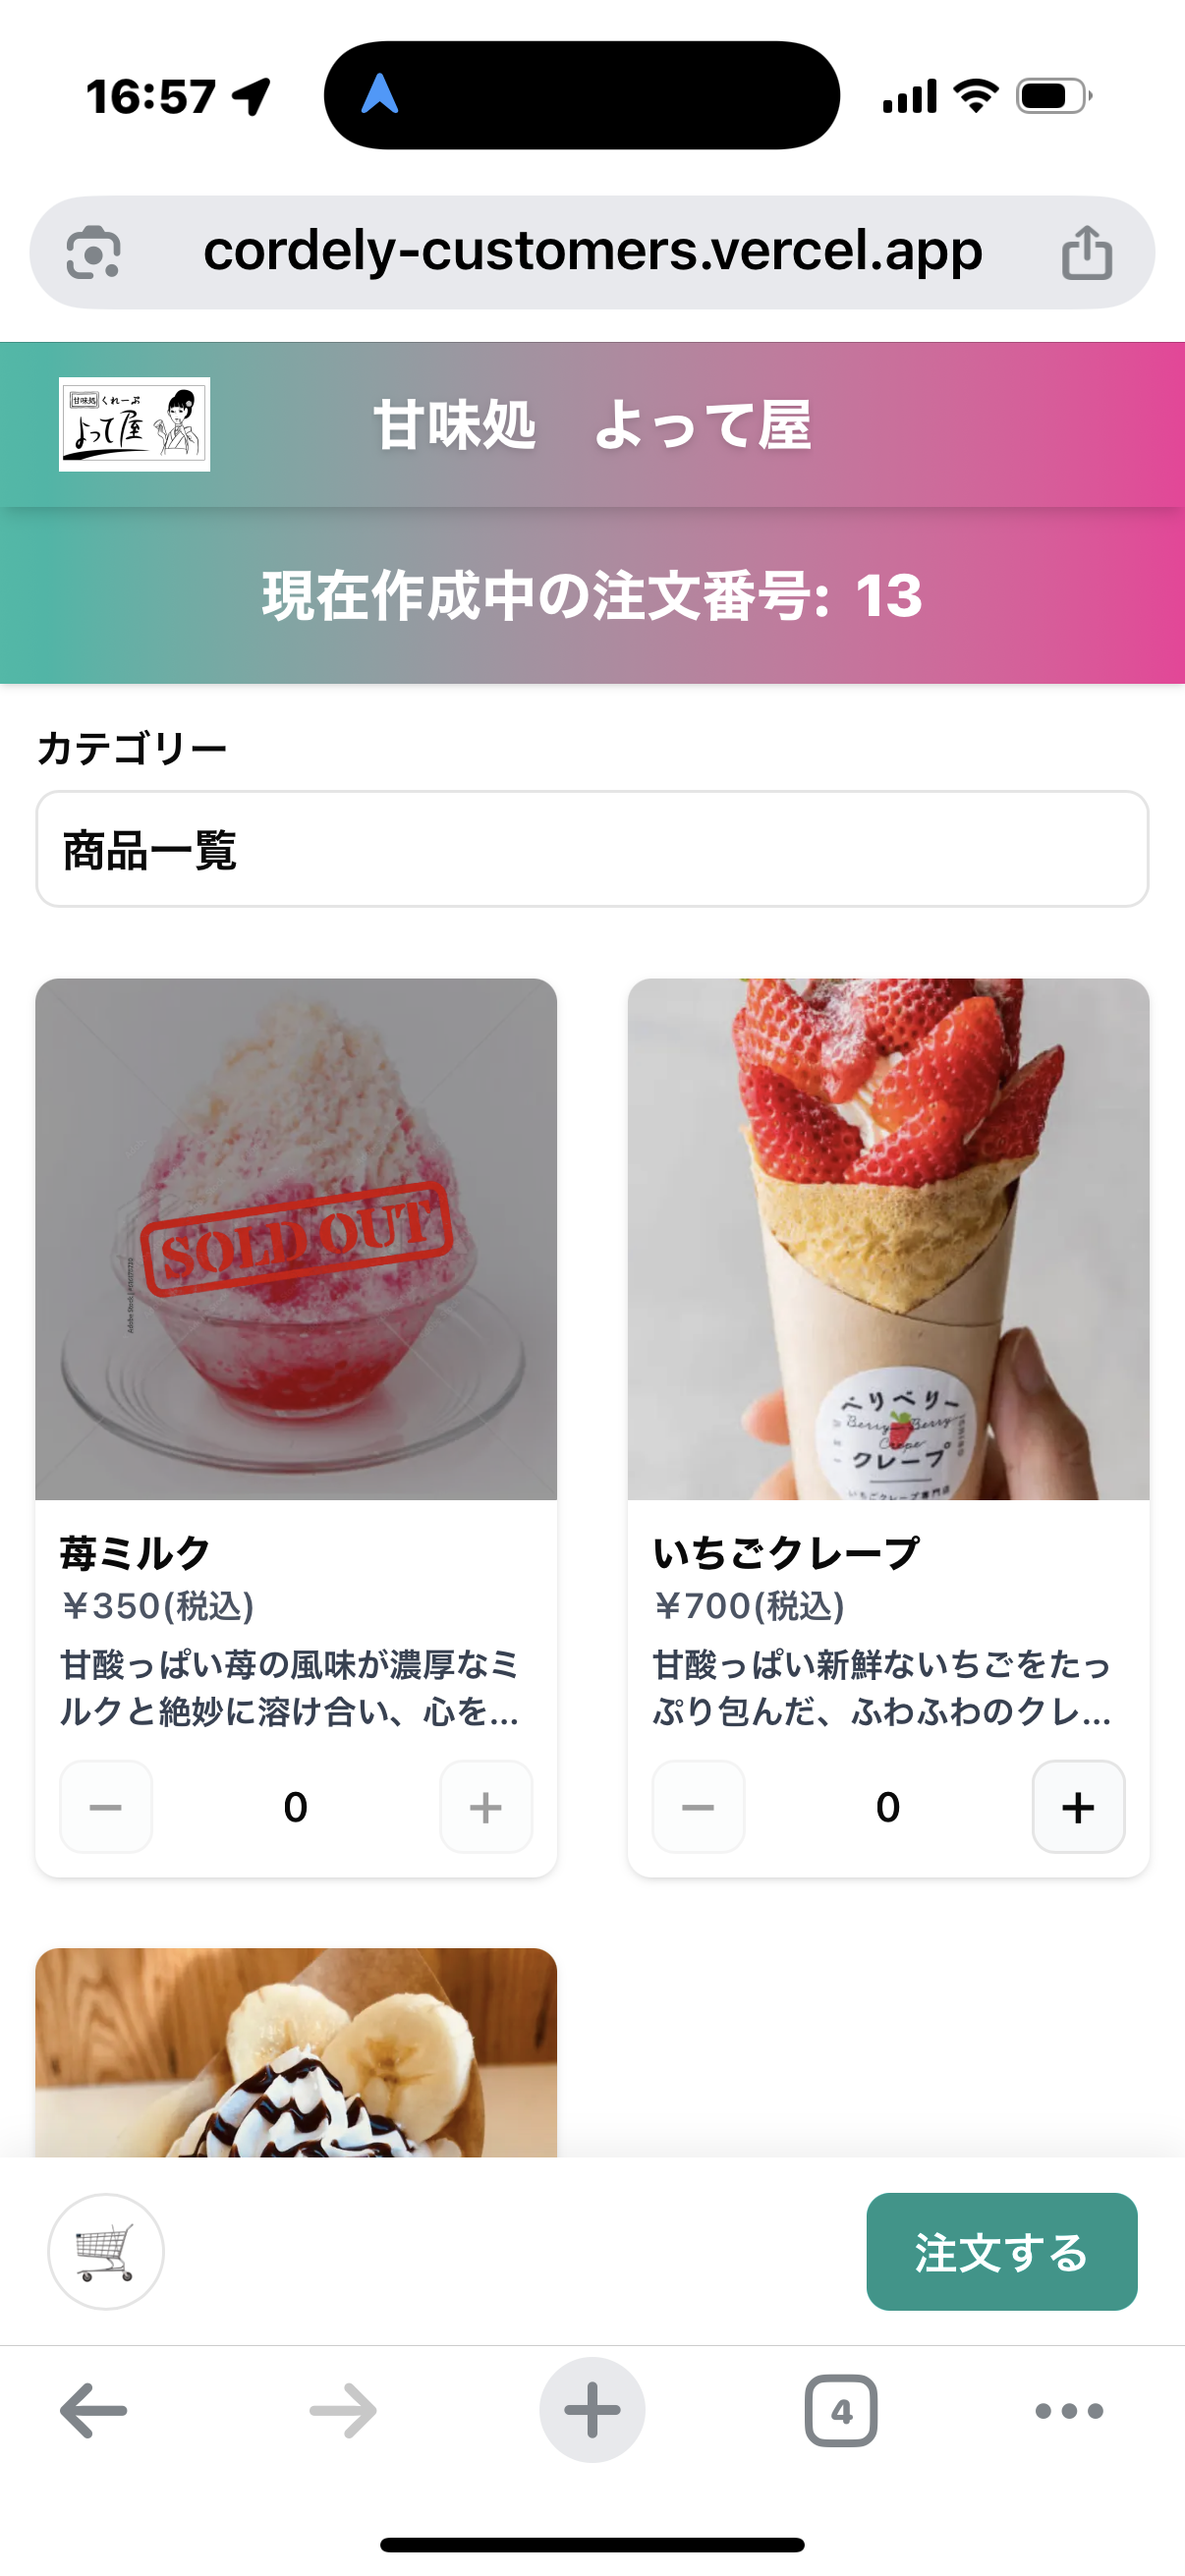 16:57
cordely-customers.vercel.app
甘味処 くれーぷ
よって屋
甘味処　よって屋
現在作成中の注文番号: 13
カテゴリー
商品一覧
SOLD OUT
ベリベリー
Berry Berry
Crepe
クレープ
いちごクレープ専門店
苺ミルク
¥350(税込)
甘酸っぱい苺の風味が濃厚なミ
ルクと絶妙に溶け合い、心を...
0
いちごクレープ
¥700(税込)
甘酸っぱい新鮮ないちごをたっ
ぷり包んだ、ふわふわのクレ...
0
注文する
4